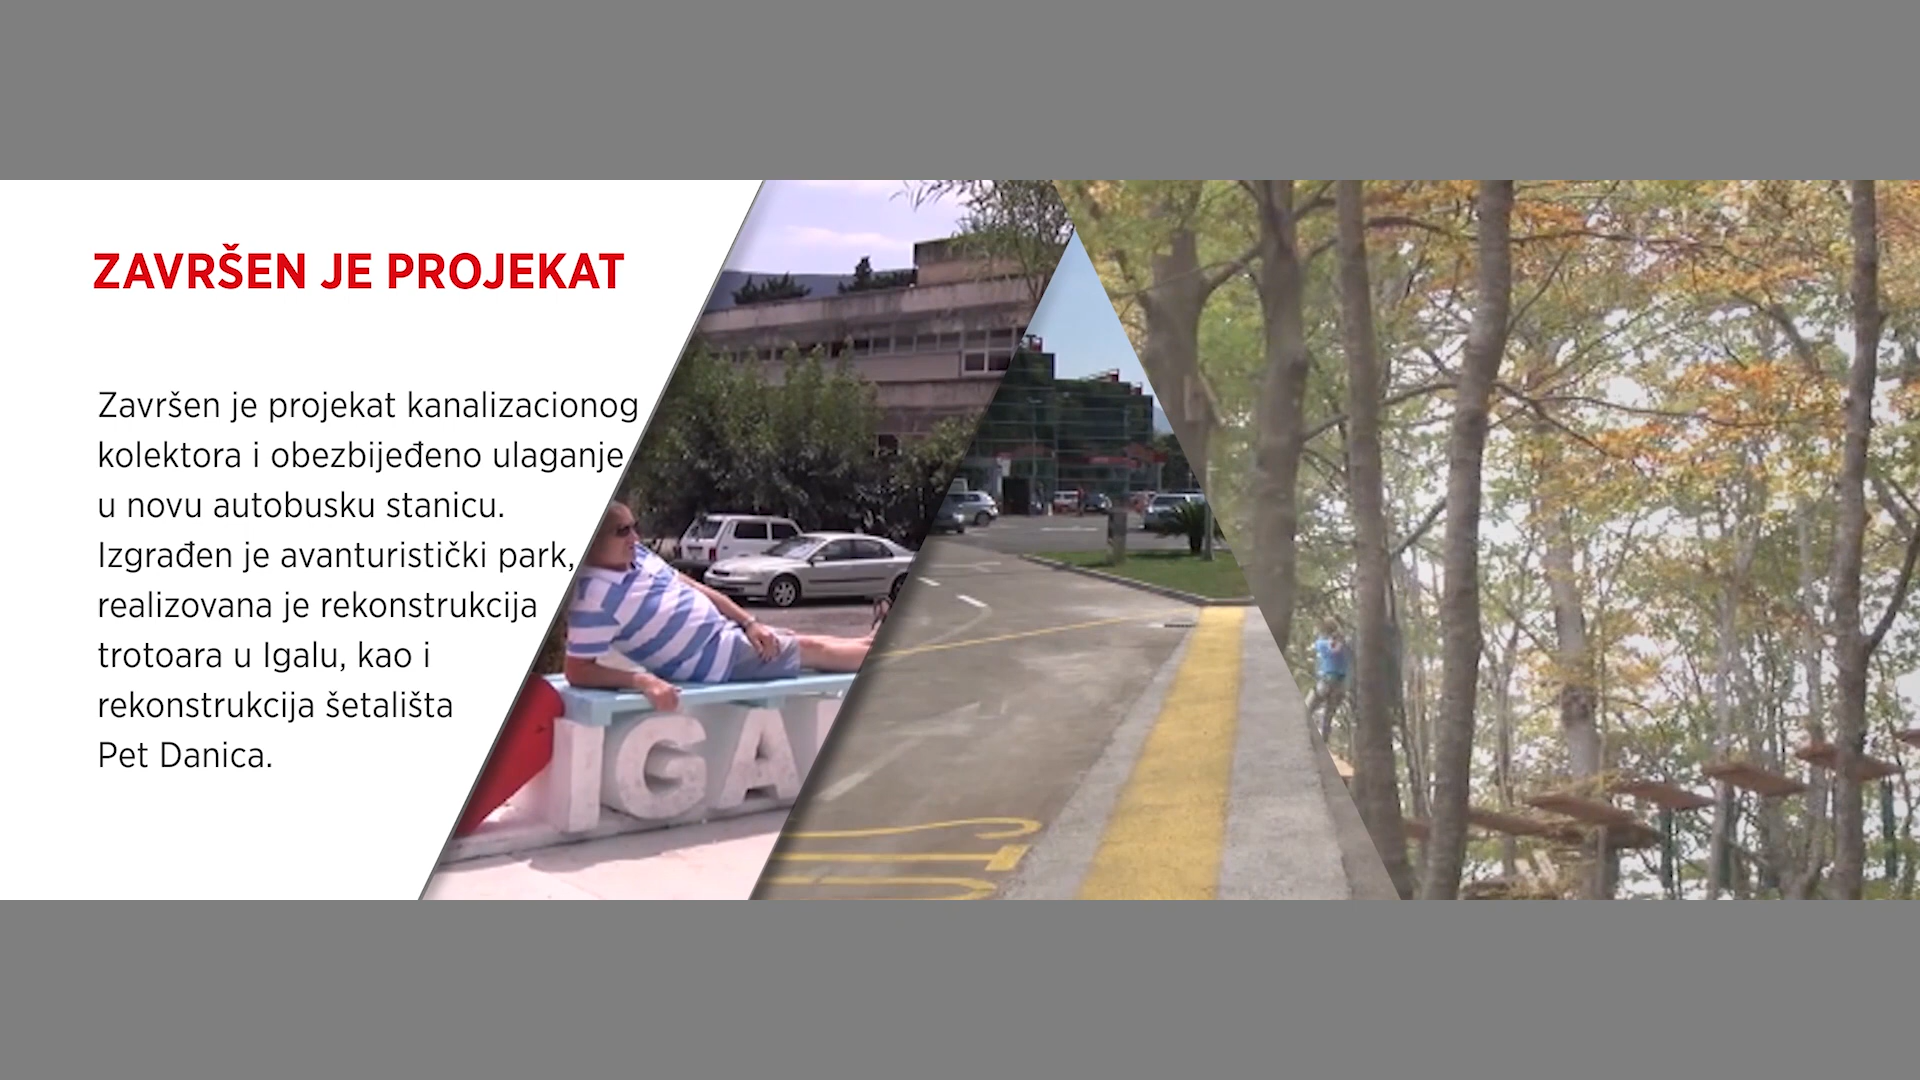 ZAVRŠEN JE PROJEKAT
Završen je projekat kanalizacionog
kolektora i obezbijeđeno ulaganje
u novu autobusku stanicu.
Izgrađen je avanturistički park,
realizovana je rekonstrukcija
trotoara u Igalu, kao i
rekonstrukcija šetališta
Pet Danica.
IGA